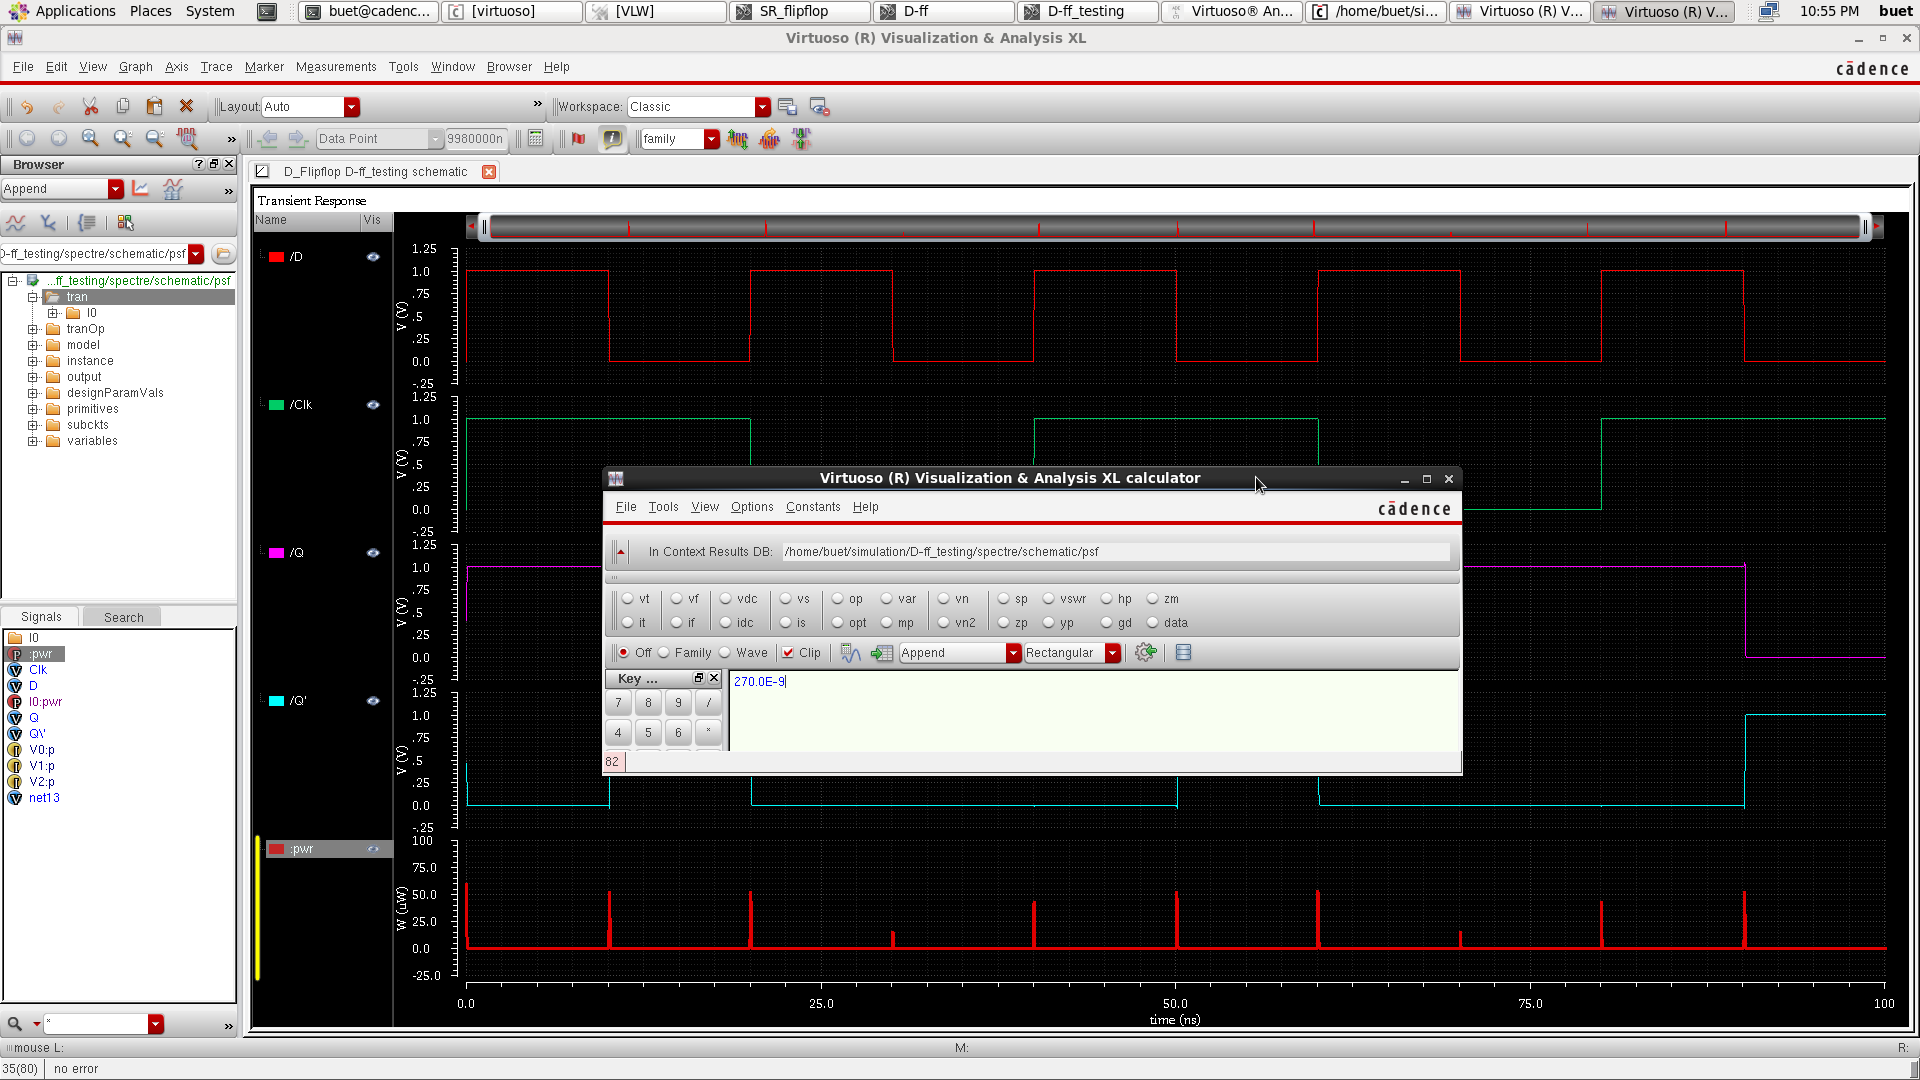 Applications Places System buet@cadenc... [virtuoso] [VLW] SR_flipflop D-ff D-ff_testing Virtuoso® An... /home/buet/si... Virtuoso (R) V... Virtuoso (R) V... 10:55 PM buet
Virtuoso (R) Visualization & Analysis XL
File Edit View Graph Axis Trace Marker Measurements Tools Window Browser Help cādence
Layout: Auto » Workspace: Classic
» Data Point 9980000n family
Browser
D_Flipflop D-ff_testing schematic
Append »
Transient Response
Name Vis
D-ff_testing/spectre/schematic/psf
...ff_testing/spectre/schematic/psf
tran
I0
tranOp
model
instance
output
designParamVals
primitives
subckts
variables
Signals Search
I0
:pwr
Clk
D
I0:pwr
Q
Q\'
V0:p
V1:p
V2:p
net13
* »
/D
1.25
1.0
.75
.5
.25
0.0
-.25
V (V)
/Clk
1.25
1.0
.75
.5
.25
0.0
-.25
V (V)
/Q
1.25
1.0
.75
.5
.25
0.0
-.25
V (V)
/Q'
1.25
1.0
.75
.5
.25
0.0
-.25
V (V)
:pwr
100
75.0
50.0
25.0
0.0
-25.0
W (uW)
0.0 25.0 50.0 75.0 100
time (ns)
Virtuoso (R) Visualization & Analysis XL calculator
File Tools View Options Constants Help cādence
In Context Results DB: /home/buet/simulation/D-ff_testing/spectre/schematic/psf
vt vf vdc vs op var vn sp vswr hp zm
it if idc is opt mp vn2 zp yp gd data
Off Family Wave Clip Append Rectangular
Key ...
270.0E-9
7 8 9 /
4 5 6 *
82
mouse L: M: R:
35(80) no error